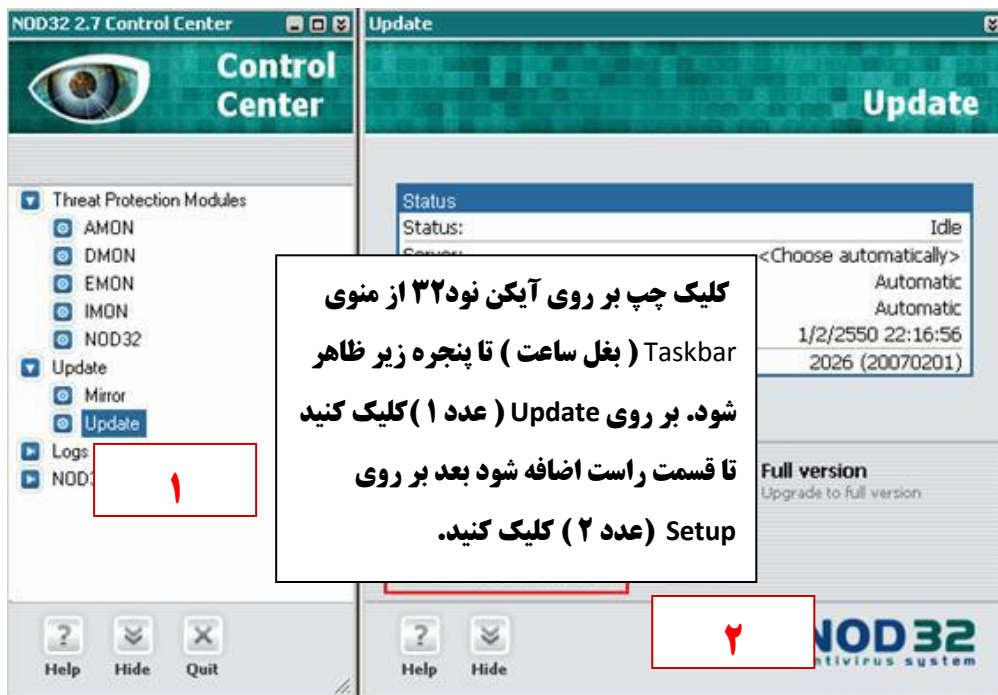 NOD32 2.7 Control Center
Control
Center
Threat Protection Modules
AMON
DMON
EMON
IMON
NOD32
Update
Mirror
Update
Logs
۱
Help
Hide
Quit
Update
Update
Status
Status:
Idle
<Choose automatically>
Automatic
Automatic
1/2/2550 22:16:56
2026 (20070201)
کلیک چپ بر روی آیکن نود۳۲ از منوی
Taskbar ( بغل ساعت ) تا پنجره زیر ظاهر
شود. بر روی Update ( عدد ۱ )کلیک کنید
تا قسمت راست اضافه شود بعد بر روی
Setup (عدد ۲ ) کلیک کنید.
Full version
Upgrade to full version
۲
Help
Hide
NOD32
antivirus system